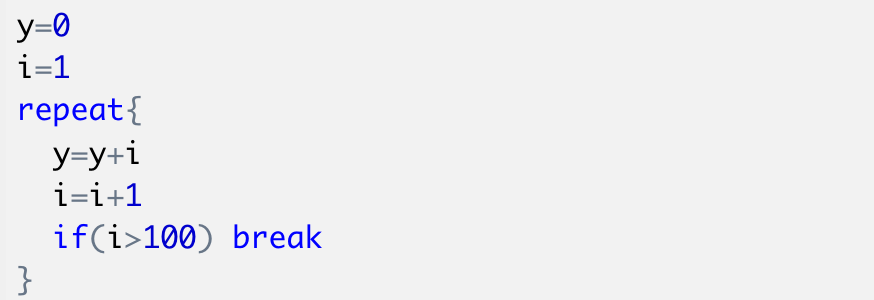 y=0
i=1
repeat{
  y=y+i
  i=i+1
  if(i>100) break
}